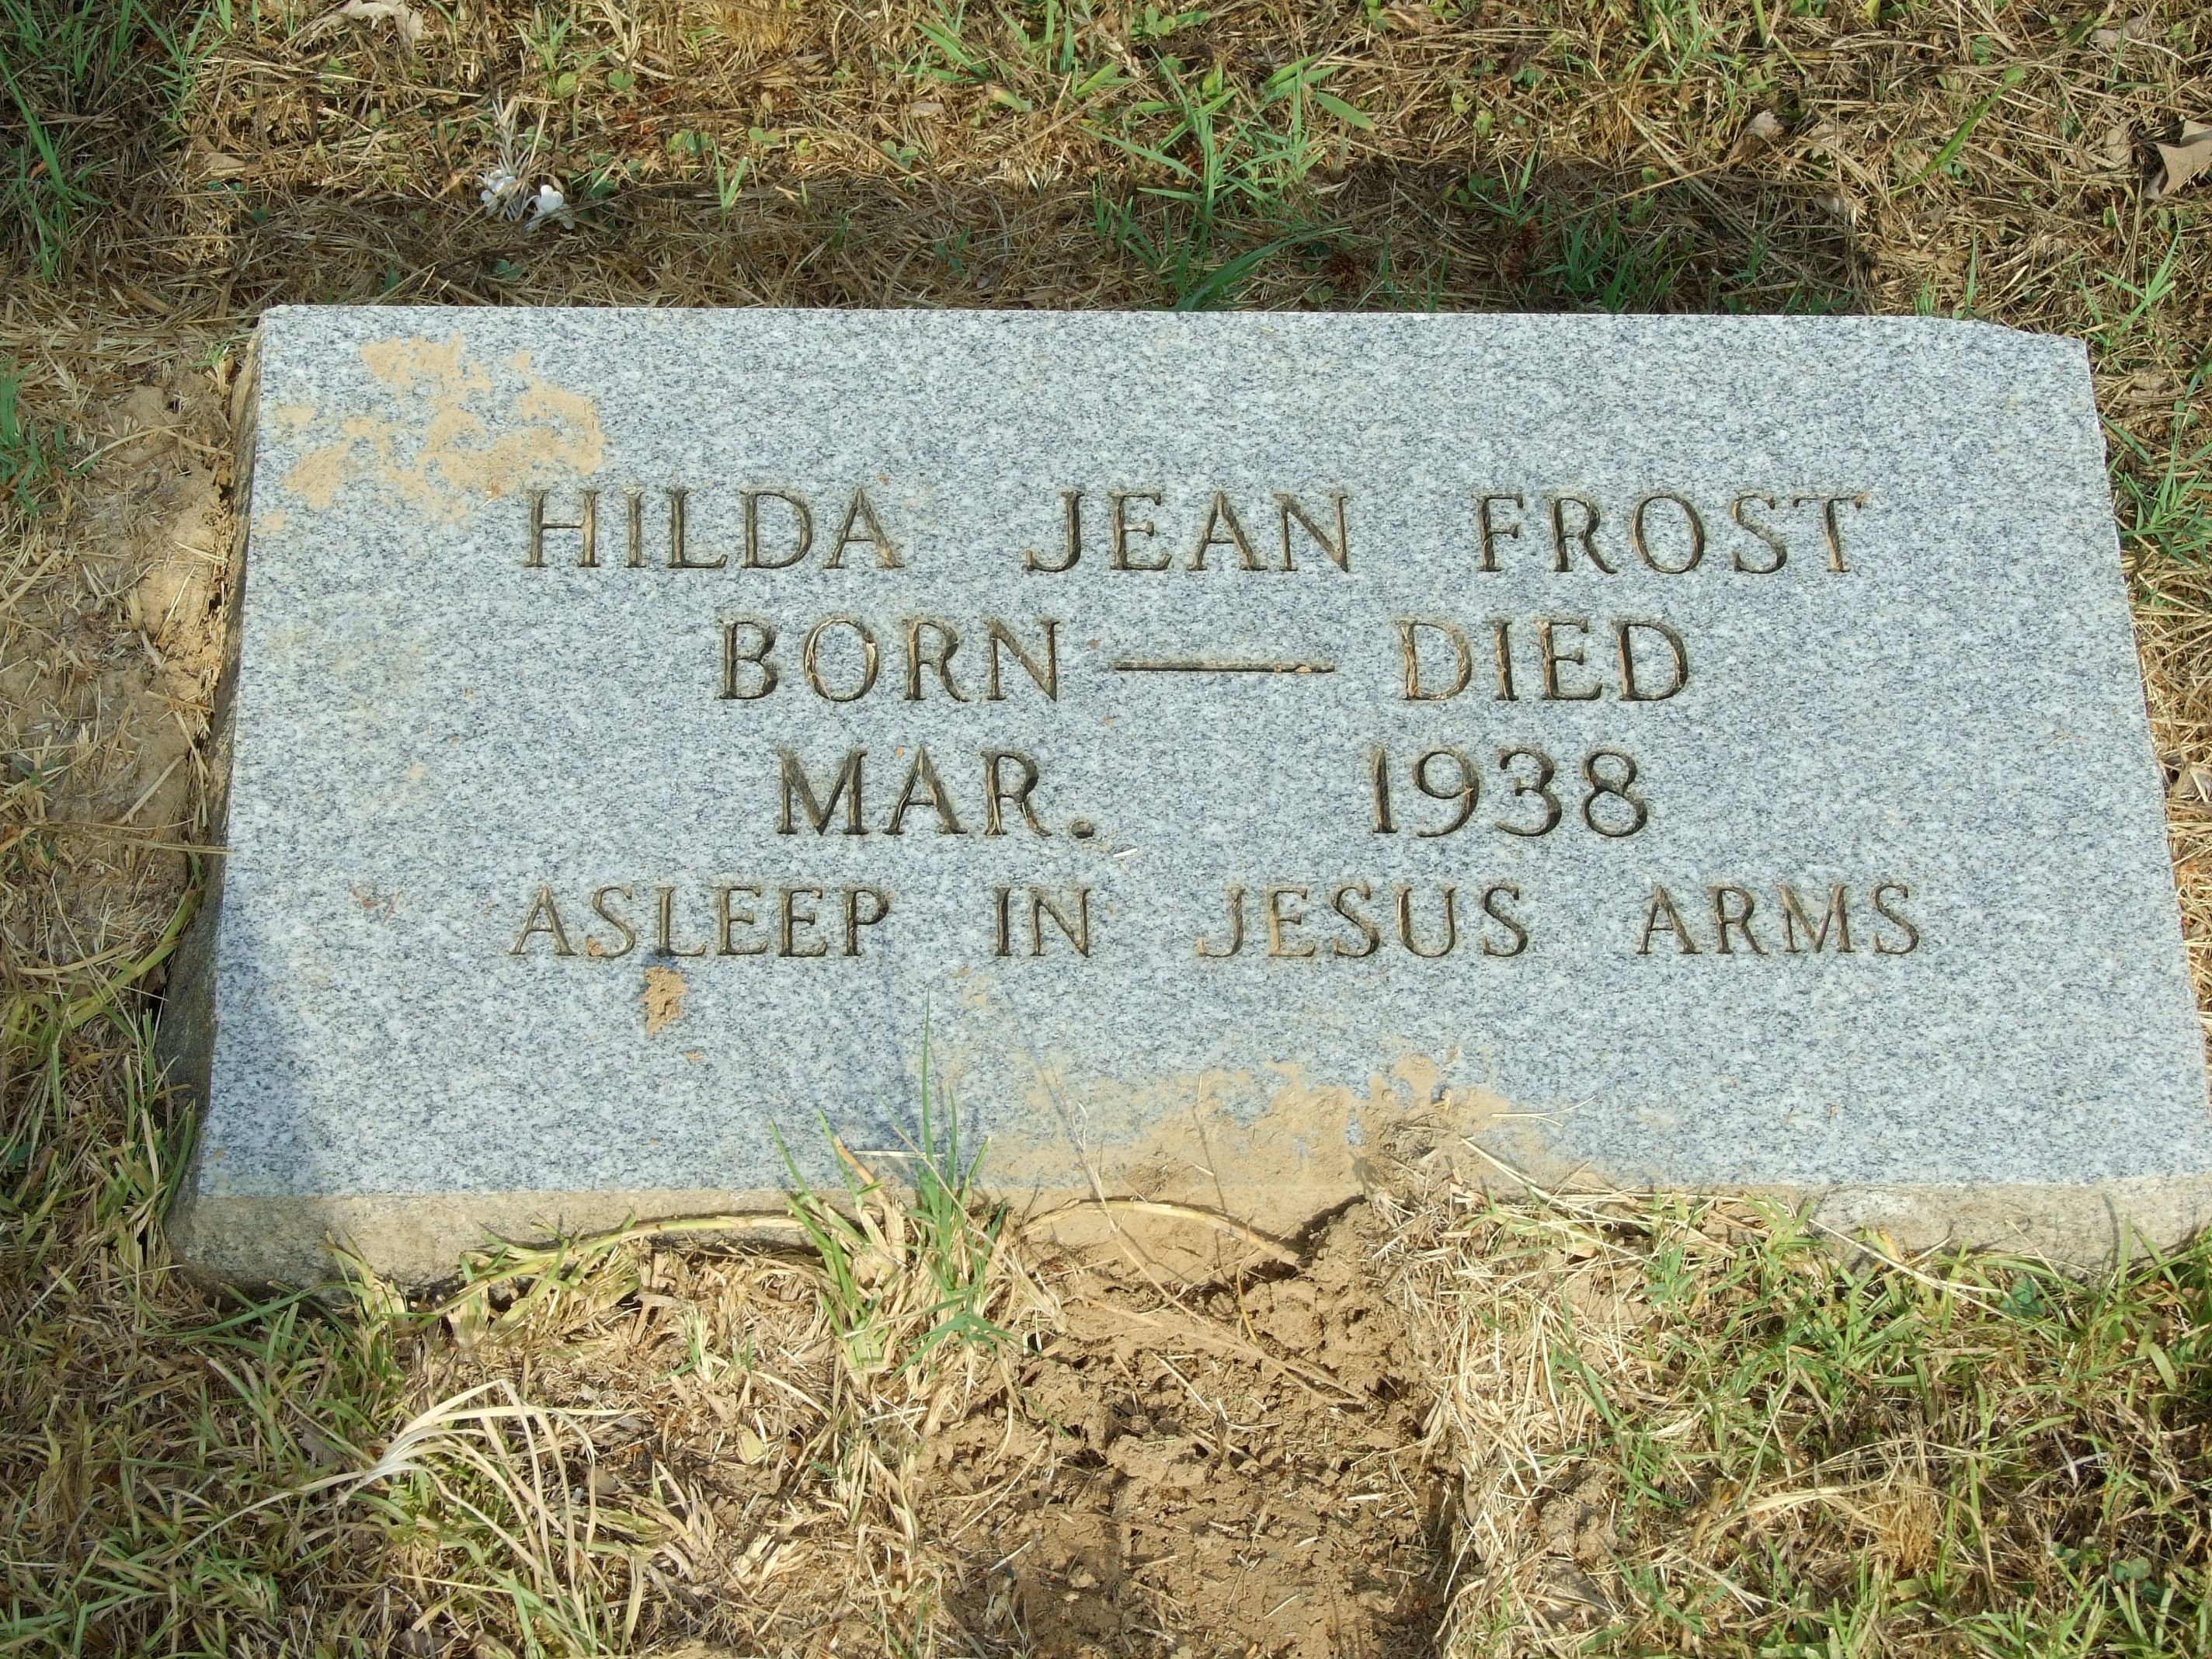 HILDA JEAN FROST
BORN — DIED
MAR. 1938
ASLEEP IN JESUS ARMS